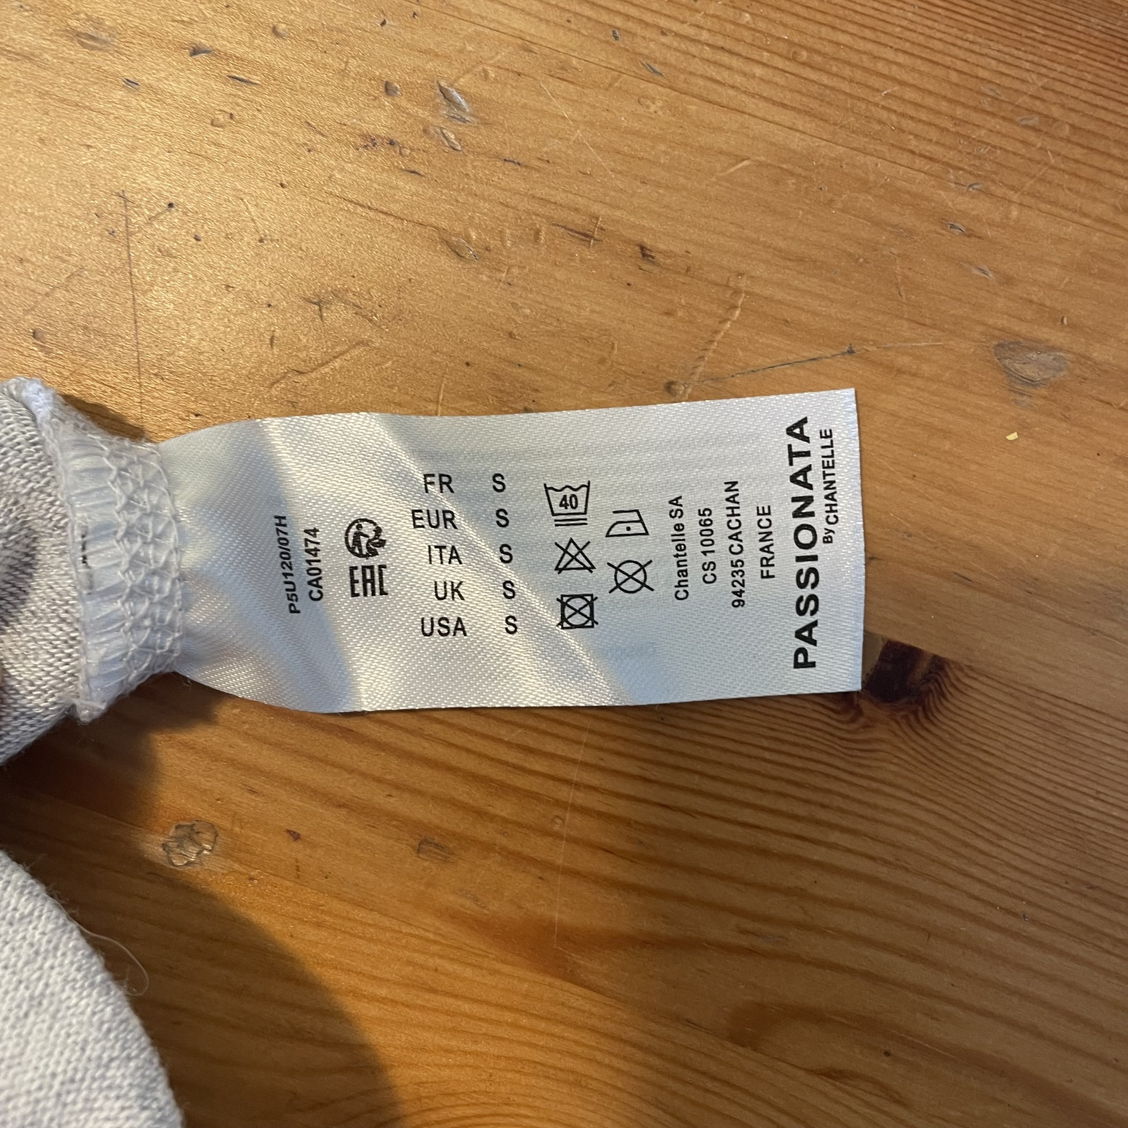 P5U120/07H
CA01474
EAC
FR S
EUR S
ITA S
UK S
USA S
40
Chantelle SA
CS 10065
94235 CACHAN
FRANCE
PASSIONATA
By CHANTELLE